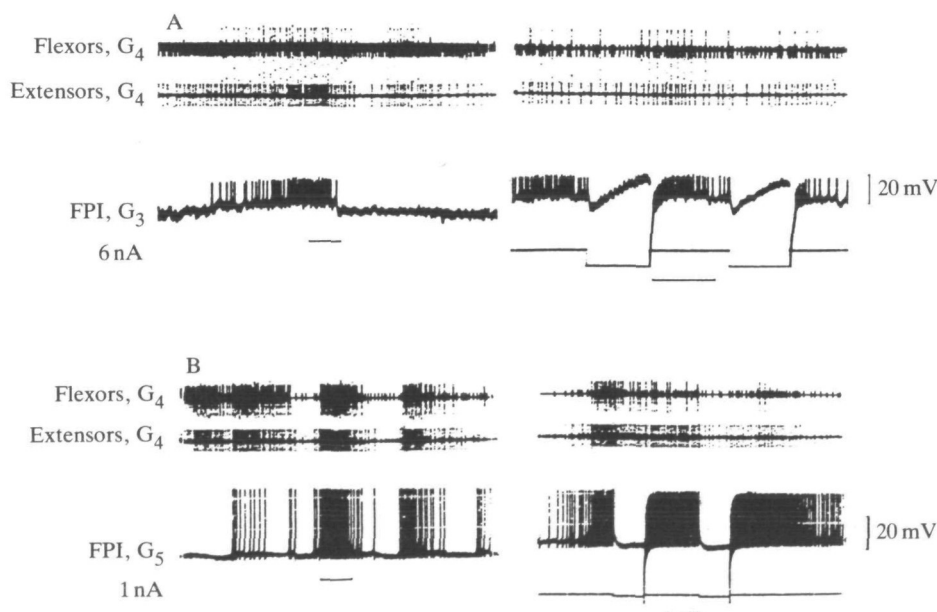 A
Flexors, G4
Extensors, G4
FPI, G3
20 mV
6 nA
B
Flexors, G4
Extensors, G4
FPI, G5
20 mV
1 nA